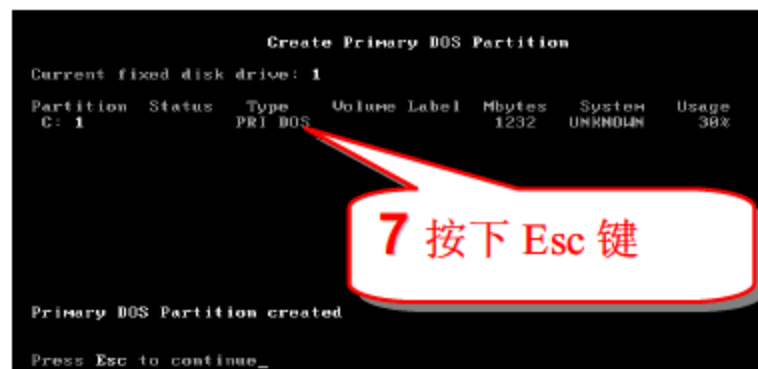 Create Primary DOS Partition
Current fixed disk drive: 1
Partition Status Type Volume Label Mbytes System Usage
C: 1 PRI DOS 1232 UNKNOWN 30%
7 按下 Esc 键
Primary DOS Partition created
Press Esc to continue_